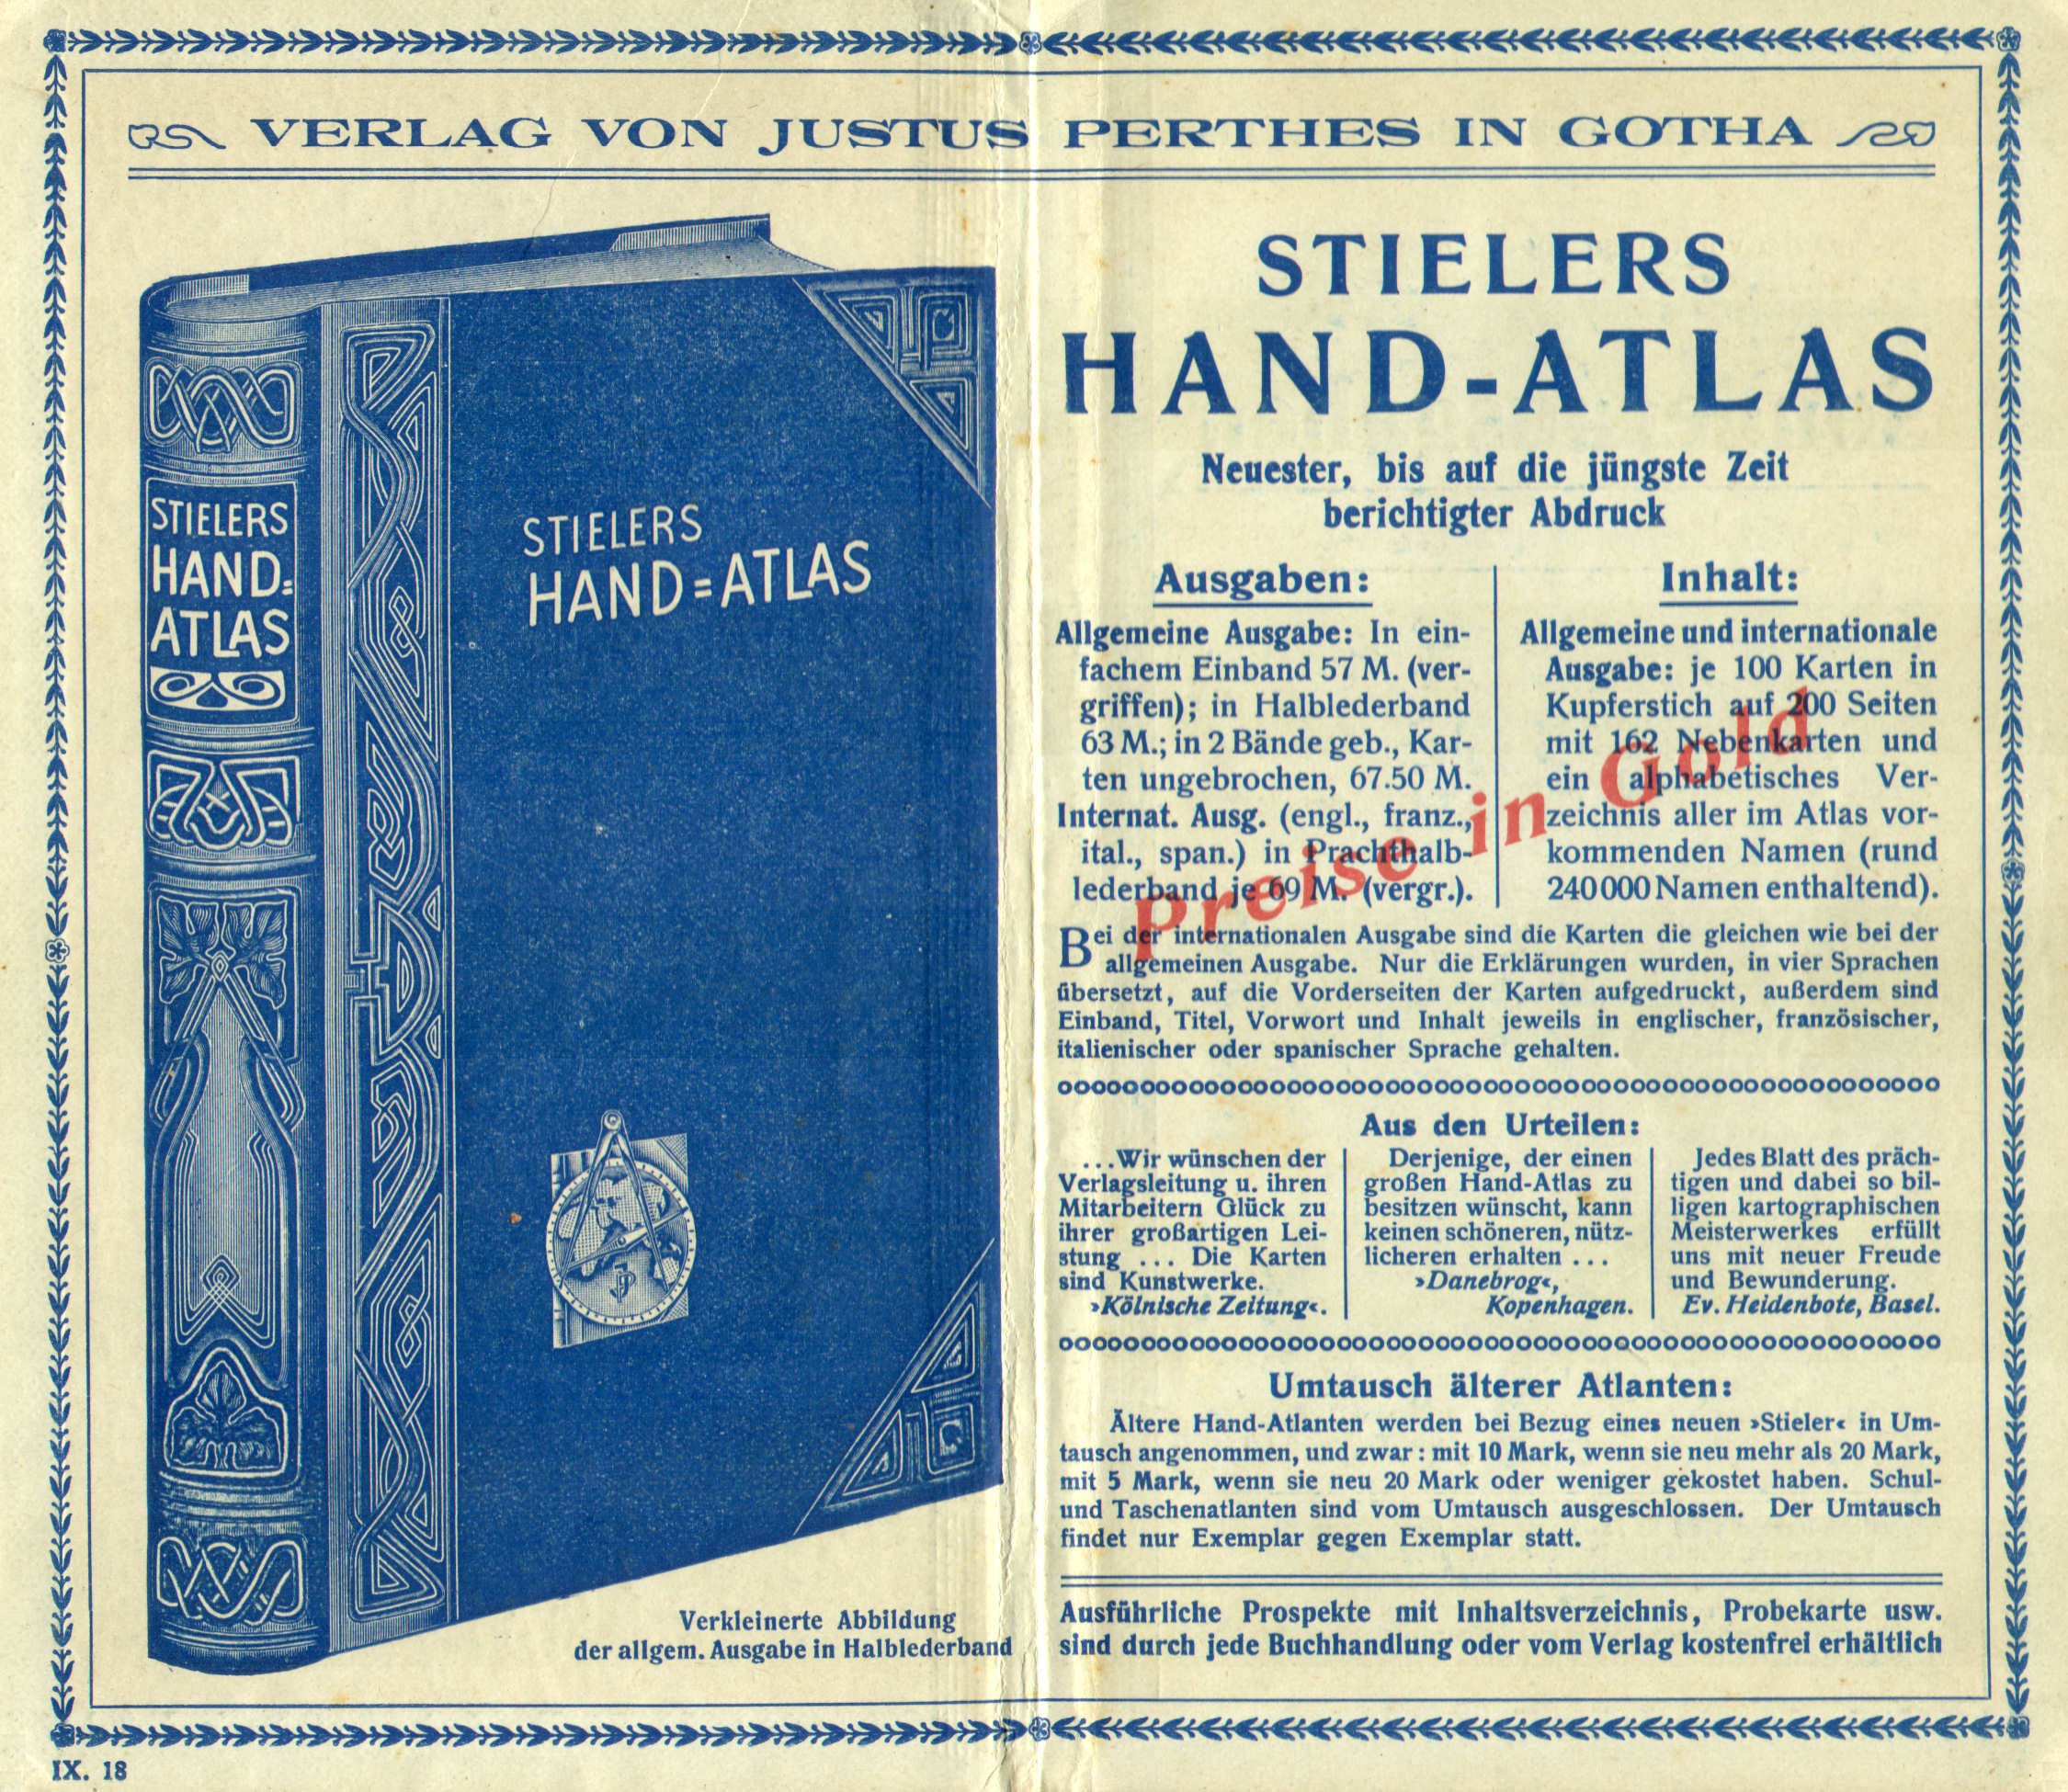 VERLAG VON JUSTUS PERTHES IN GOTHA
STIELERS
HAND=
ATLAS
STIELERS
HAND=ATLAS
JP
Verkleinerte Abbildung
der allgem. Ausgabe in Halblederband
STIELERS
HAND-ATLAS
Neuester, bis auf die jüngste Zeit
berichtigter Abdruck
Ausgaben:
Allgemeine Ausgabe: In ein-
fachem Einband 57 M. (ver-
griffen); in Halblederband
63 M.; in 2 Bände geb., Kar-
ten ungebrochen, 67.50 M.
Internat. Ausg. (engl., franz.,
ital., span.) in Prachthalb-
lederband je 69 M. (vergr.).
Inhalt:
Allgemeine und internationale
Ausgabe: je 100 Karten in
Kupferstich auf 200 Seiten
mit 162 Nebenkarten und
ein alphabetisches Ver-
zeichnis aller im Atlas vor-
kommenden Namen (rund
240000 Namen enthaltend).
Preise in Gold
Bei der internationalen Ausgabe sind die Karten die gleichen wie bei der
allgemeinen Ausgabe. Nur die Erklärungen wurden, in vier Sprachen
übersetzt, auf die Vorderseiten der Karten aufgedruckt, außerdem sind
Einband, Titel, Vorwort und Inhalt jeweils in englischer, französischer,
italienischer oder spanischer Sprache gehalten.
Aus den Urteilen:
...Wir wünschen der
Verlagsleitung u. ihren
Mitarbeitern Glück zu
ihrer großartigen Lei-
stung ... Die Karten
sind Kunstwerke.
»Kölnische Zeitung«.
Derjenige, der einen
großen Hand-Atlas zu
besitzen wünscht, kann
keinen schöneren, nütz-
licheren erhalten ...
»Danebrog«,
Kopenhagen.
Jedes Blatt des präch-
tigen und dabei so bil-
ligen kartographischen
Meisterwerkes erfüllt
uns mit neuer Freude
und Bewunderung.
Ev. Heidenbote, Basel.
Umtausch älterer Atlanten:
Ältere Hand-Atlanten werden bei Bezug eines neuen »Stieler« in Um-
tausch angenommen, und zwar: mit 10 Mark, wenn sie neu mehr als 20 Mark,
mit 5 Mark, wenn sie neu 20 Mark oder weniger gekostet haben. Schul-
und Taschenatlanten sind vom Umtausch ausgeschlossen. Der Umtausch
findet nur Exemplar gegen Exemplar statt.
Ausführliche Prospekte mit Inhaltsverzeichnis, Probekarte usw.
sind durch jede Buchhandlung oder vom Verlag kostenfrei erhältlich
IX. 18